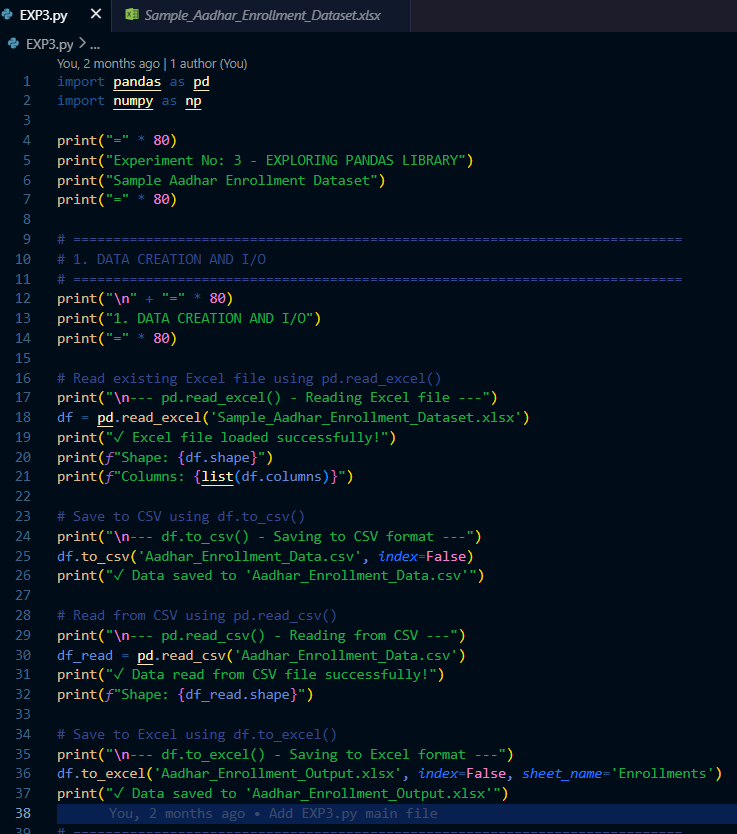 EXP3.py × Sample_Aadhar_Enrollment_Dataset.xlsx
EXP3.py > ...
You, 2 months ago | 1 author (You)
1 import pandas as pd
2 import numpy as np
3
4 print("=" * 80)
5 print("Experiment No: 3 - EXPLORING PANDAS LIBRARY")
6 print("Sample Aadhar Enrollment Dataset")
7 print("=" * 80)
8
9 # ============================================================================
10 # 1. DATA CREATION AND I/O
11 # ============================================================================
12 print("\n" + "=" * 80)
13 print("1. DATA CREATION AND I/O")
14 print("=" * 80)
15
16 # Read existing Excel file using pd.read_excel()
17 print("\n--- pd.read_excel() - Reading Excel file ---")
18 df = pd.read_excel('Sample_Aadhar_Enrollment_Dataset.xlsx')
19 print("✓ Excel file loaded successfully!")
20 print(f"Shape: {df.shape}")
21 print(f"Columns: {list(df.columns)}")
22
23 # Save to CSV using df.to_csv()
24 print("\n--- df.to_csv() - Saving to CSV format ---")
25 df.to_csv('Aadhar_Enrollment_Data.csv', index=False)
26 print("✓ Data saved to 'Aadhar_Enrollment_Data.csv'")
27
28 # Read from CSV using pd.read_csv()
29 print("\n--- pd.read_csv() - Reading from CSV ---")
30 df_read = pd.read_csv('Aadhar_Enrollment_Data.csv')
31 print("✓ Data read from CSV file successfully!")
32 print(f"Shape: {df_read.shape}")
33
34 # Save to Excel using df.to_excel()
35 print("\n--- df.to_excel() - Saving to Excel format ---")
36 df.to_excel('Aadhar_Enrollment_Output.xlsx', index=False, sheet_name='Enrollments')
37 print("✓ Data saved to 'Aadhar_Enrollment_Output.xlsx'")
38 You, 2 months ago • Add EXP3.py main file
39 # ============================================================================